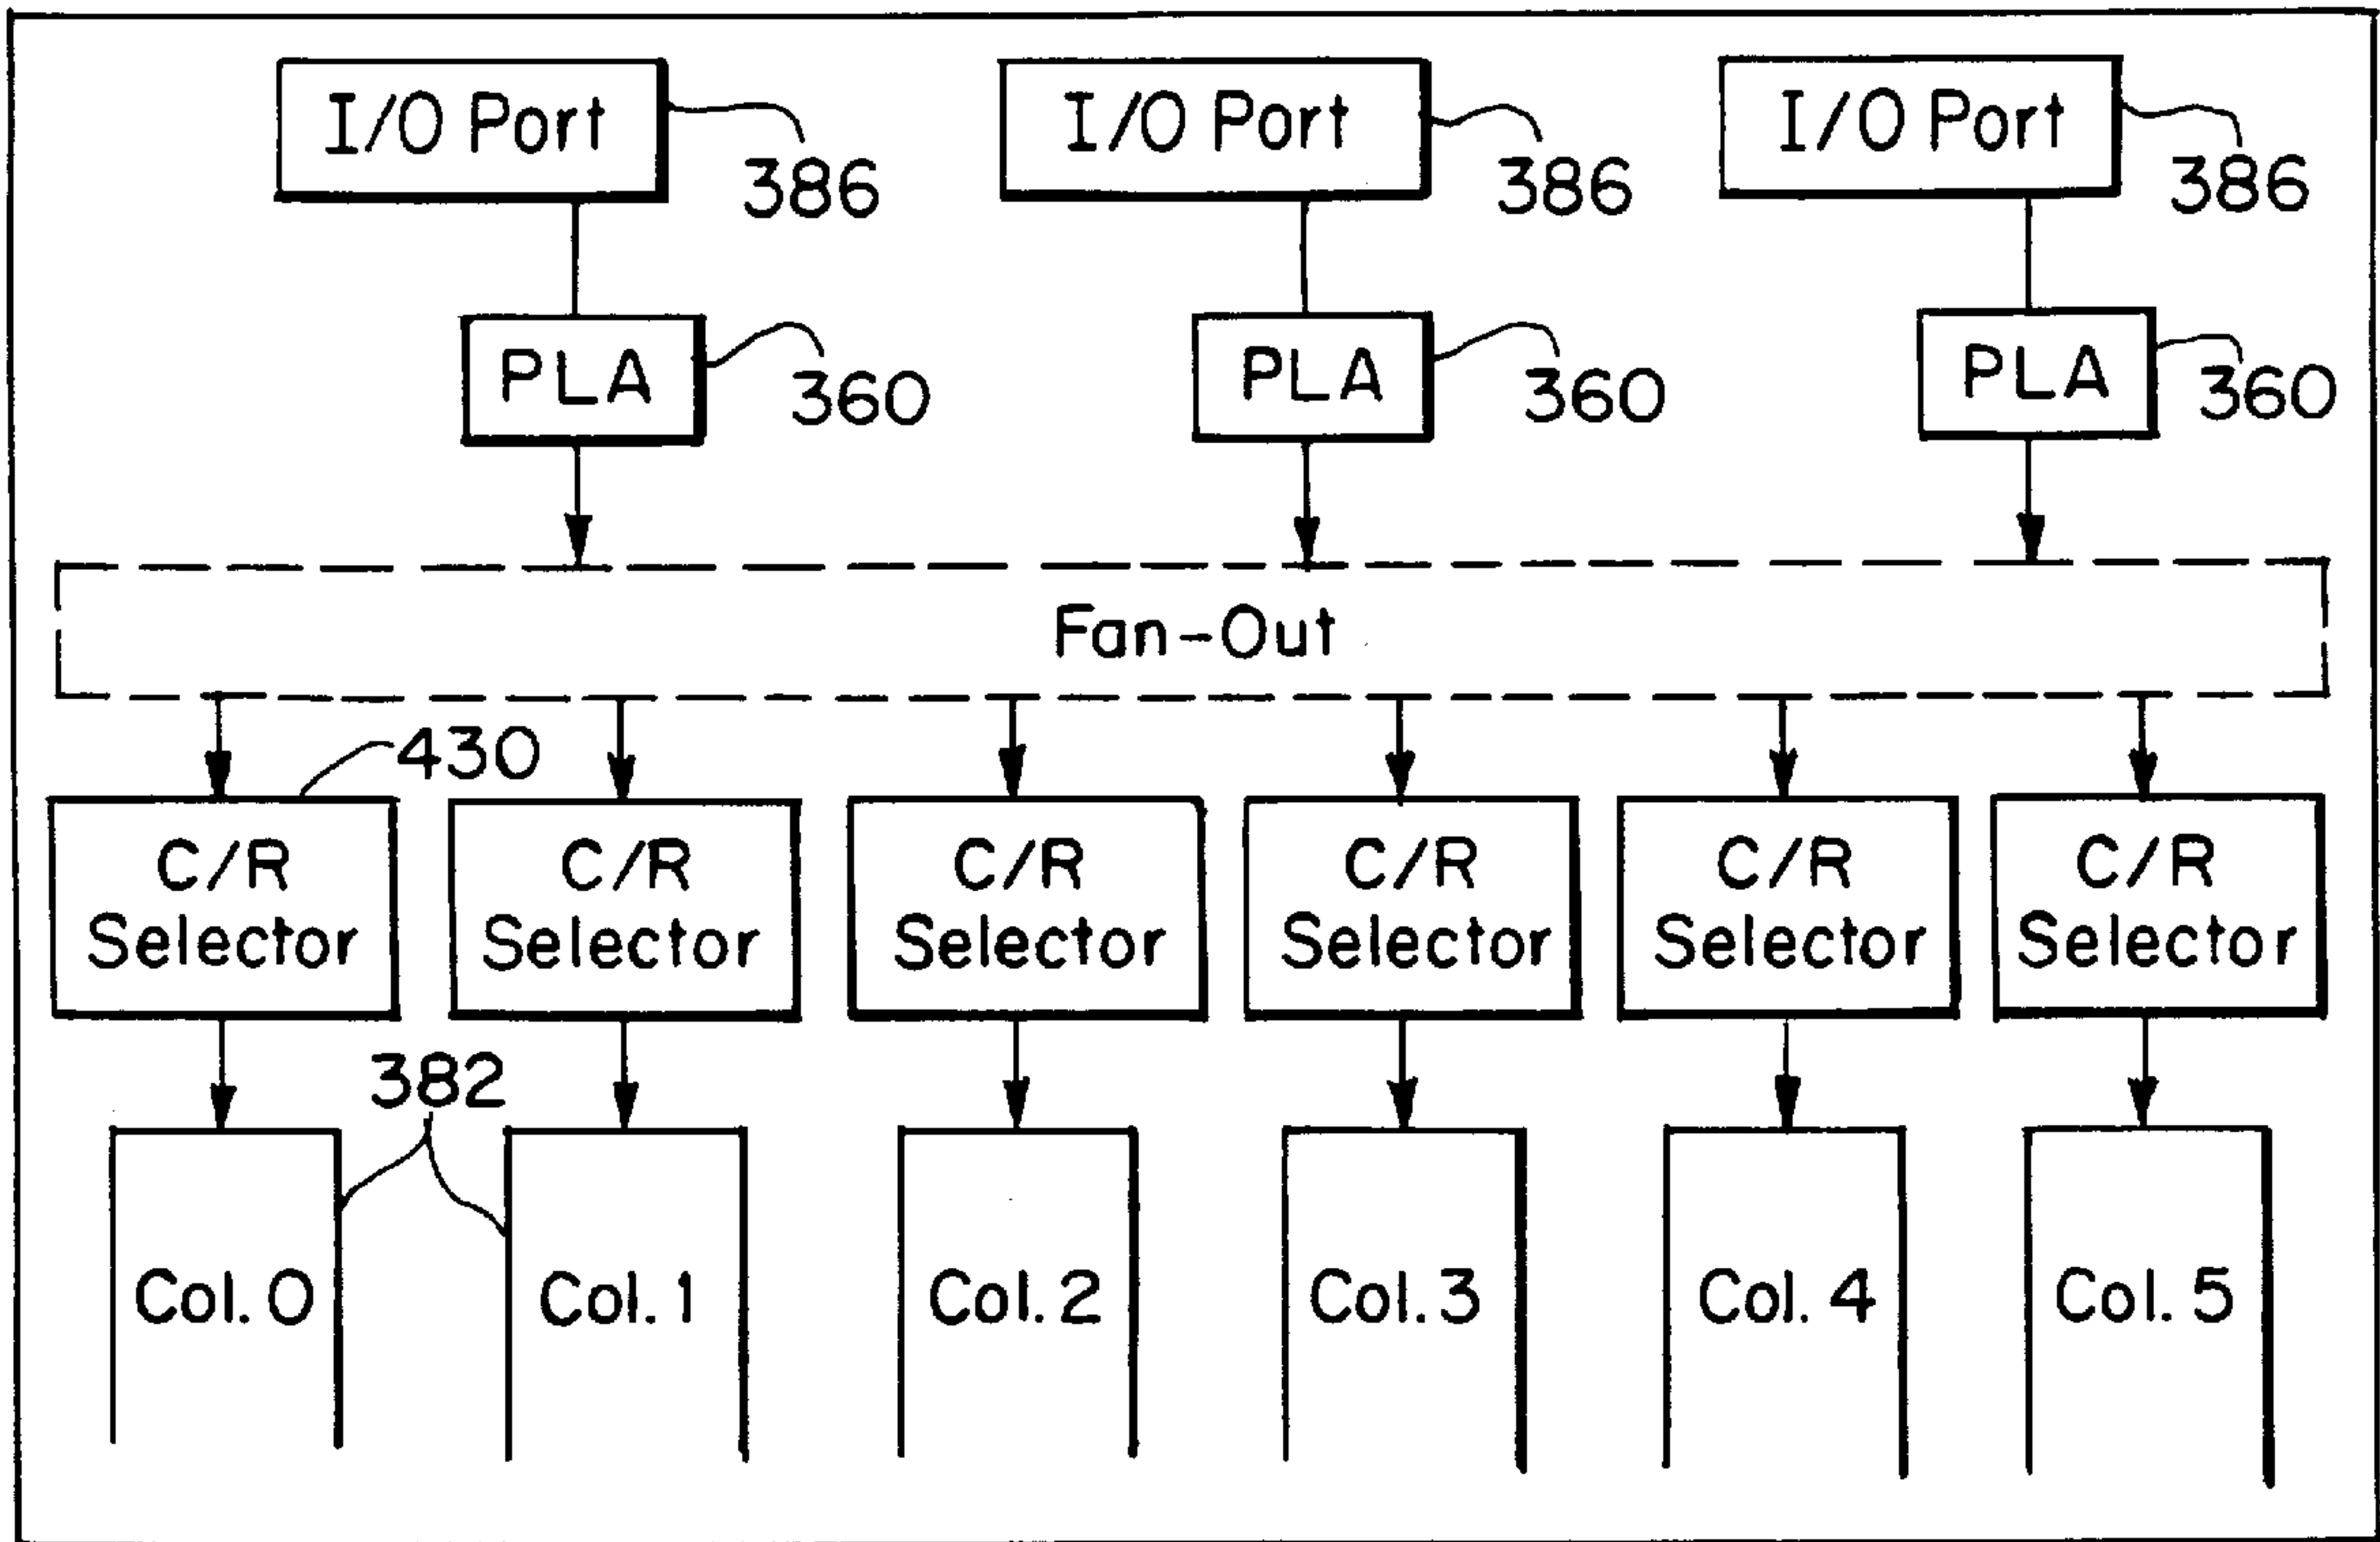 I/O Port I/O Port I/O Port
386 386 386
PLA PLA PLA
360 360 360
Fan-Out
430
C/R C/R C/R C/R C/R C/R
Selector Selector Selector Selector Selector Selector
382
Col. 0 Col. 1 Col. 2 Col. 3 Col. 4 Col. 5